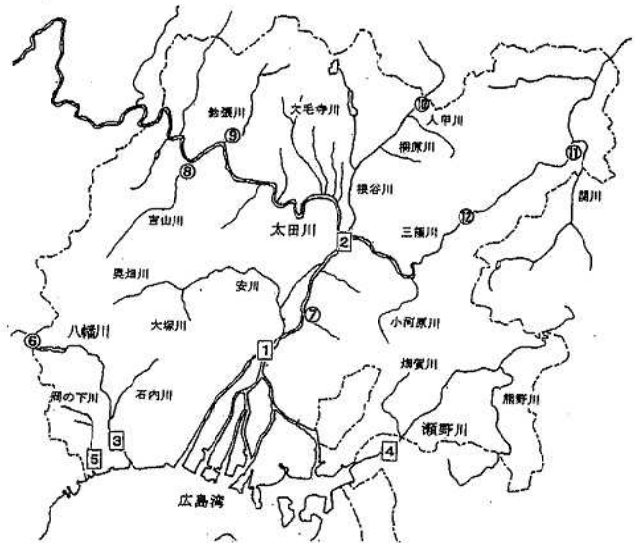 鈴張川
⑨
大毛寺川
⑩
人甲川
桐原川
⑪
関川
⑧
根谷川
吉山川
太田川
2
三篠川
⑫
奥畑川
安川
大塚川
⑦
小河原川
⑥
八幡川
1
畑賀川
熊野川
岡の下川
石内川
瀬野川
3
4
5
広島湾